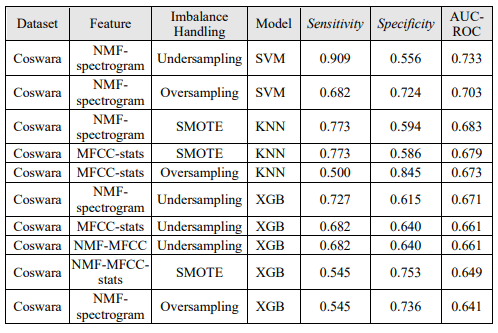 Dataset Feature Imbalance Handling Model Sensitivity Specificity AUC-ROC
Coswara NMF-spectrogram Undersampling SVM 0.909 0.556 0.733
Coswara NMF-spectrogram Oversampling SVM 0.682 0.724 0.703
Coswara NMF-spectrogram SMOTE KNN 0.773 0.594 0.683
Coswara MFCC-stats SMOTE KNN 0.773 0.586 0.679
Coswara MFCC-stats Oversampling KNN 0.500 0.845 0.673
Coswara NMF-spectrogram Undersampling XGB 0.727 0.615 0.671
Coswara MFCC-stats Undersampling XGB 0.682 0.640 0.661
Coswara NMF-MFCC Undersampling XGB 0.682 0.640 0.661
Coswara NMF-MFCC-stats SMOTE XGB 0.545 0.753 0.649
Coswara NMF-spectrogram Oversampling XGB 0.545 0.736 0.641